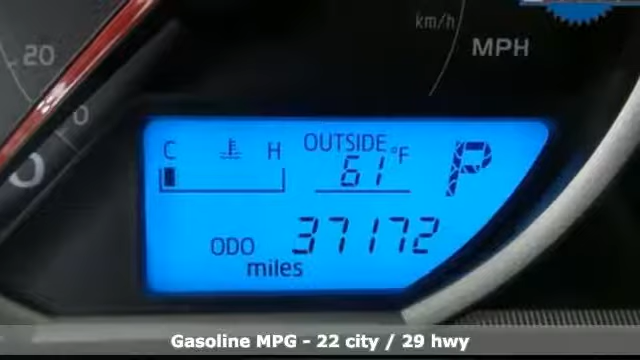 km/h
20
MPH
0
C H OUTSIDE
61°F
P
ODO 37172
miles
Gasoline MPG - 22 city / 29 hwy